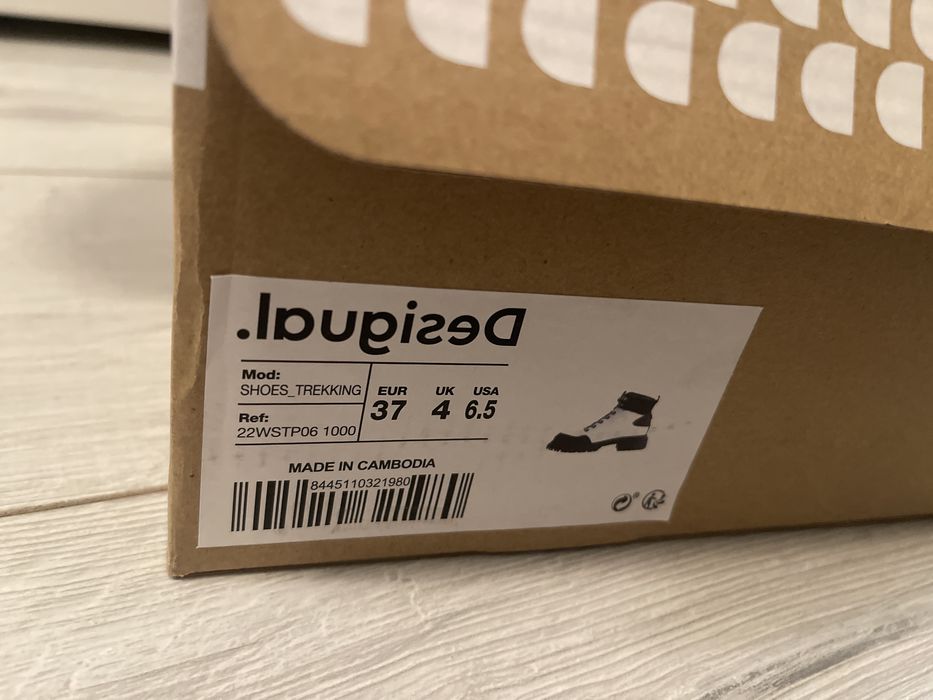 Desigual.
Mod:
SHOES_TREKKING
Ref:
22WSTP06 1000
EUR UK USA
37 4 6.5
MADE IN CAMBODIA
8445110321980